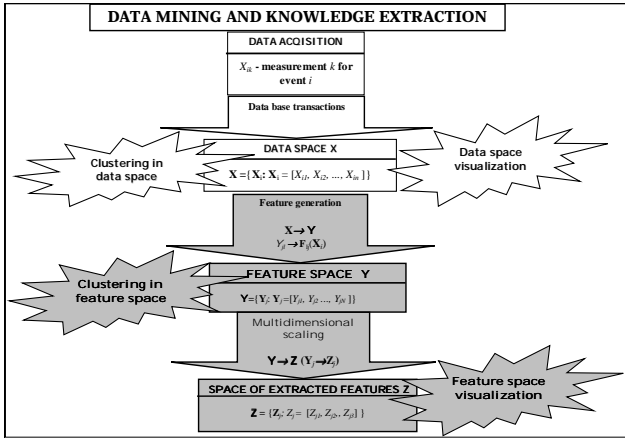 DATA MINING AND KNOWLEDGE EXTRACTION
DATA ACQISITION
Xik - measurement k for
event i
Data base transactions
DATA SPACE X
X ={Xi: Xi = [Xi1, Xi2, ..., Xin ]}
Clustering in
data space
Data space
visualization
Feature generation
X→ Y
Yjl → Fij(Xi)
FEATURE SPACE Y
Y={Yj: Yj =[Yj1, Yj2 ..., YjN ]}
Clustering in
feature space
Multidimensional
scaling
Y→ Z (Yj→Zj)
SPACE OF EXTRACTED FEATURES Z
Z = {Zj: Zj = [Zj1, Zj2, Zj3] }
Feature space
visualization